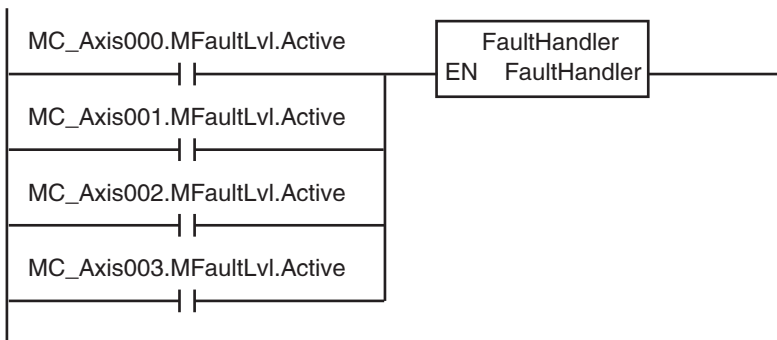 MC_Axis000.MFaultLvl.Active
FaultHandler
EN FaultHandler
MC_Axis001.MFaultLvl.Active
MC_Axis002.MFaultLvl.Active
MC_Axis003.MFaultLvl.Active